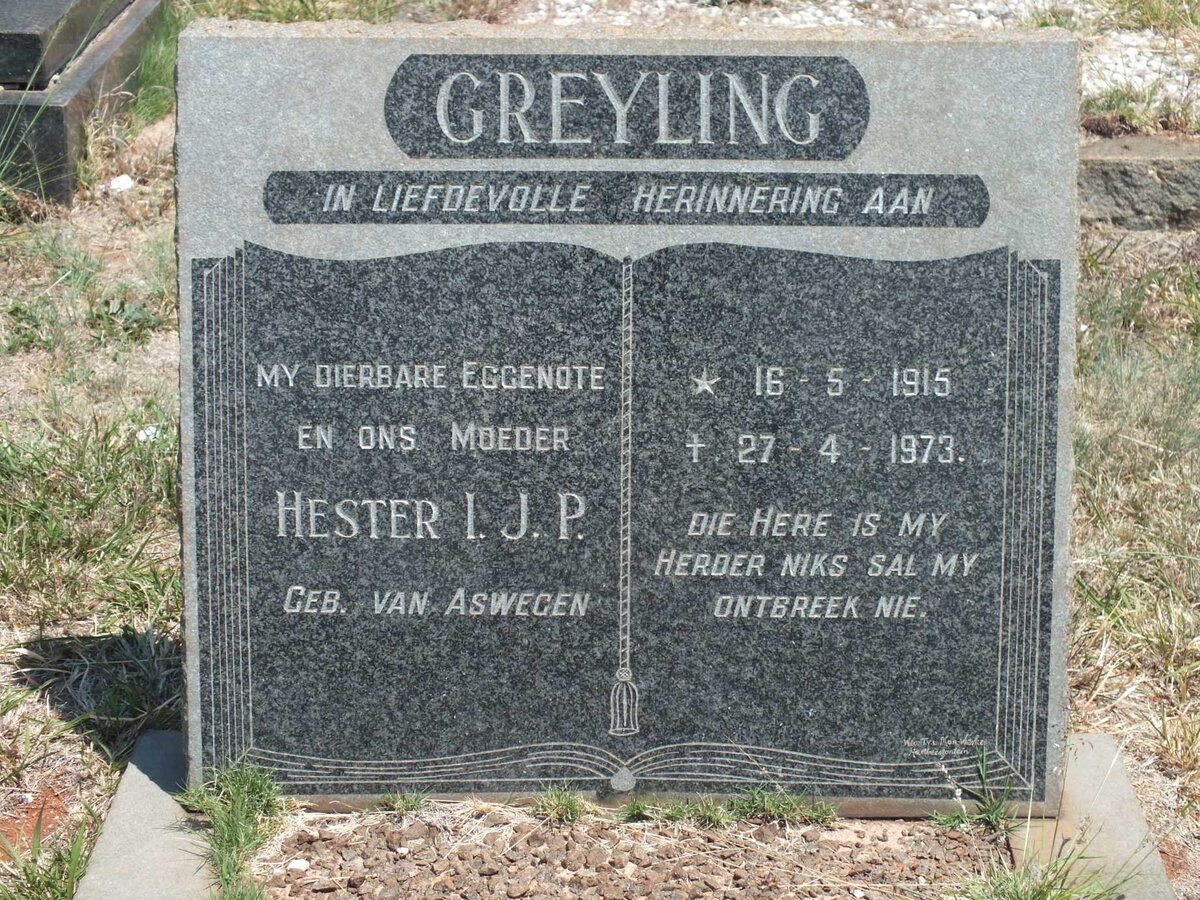 GREYLING
IN LIEFDEVOLLE HERINNERING AAN
MY DIERBARE EGGENOTE
EN ONS MOEDER
HESTER I. J. P.
GEB. VAN ASWEGEN
★ 16 - 5 - 1915
✝ 27 - 4 - 1973.
DIE HERE IS MY
HERDER NIKS SAL MY
ONTBREEK NIE.